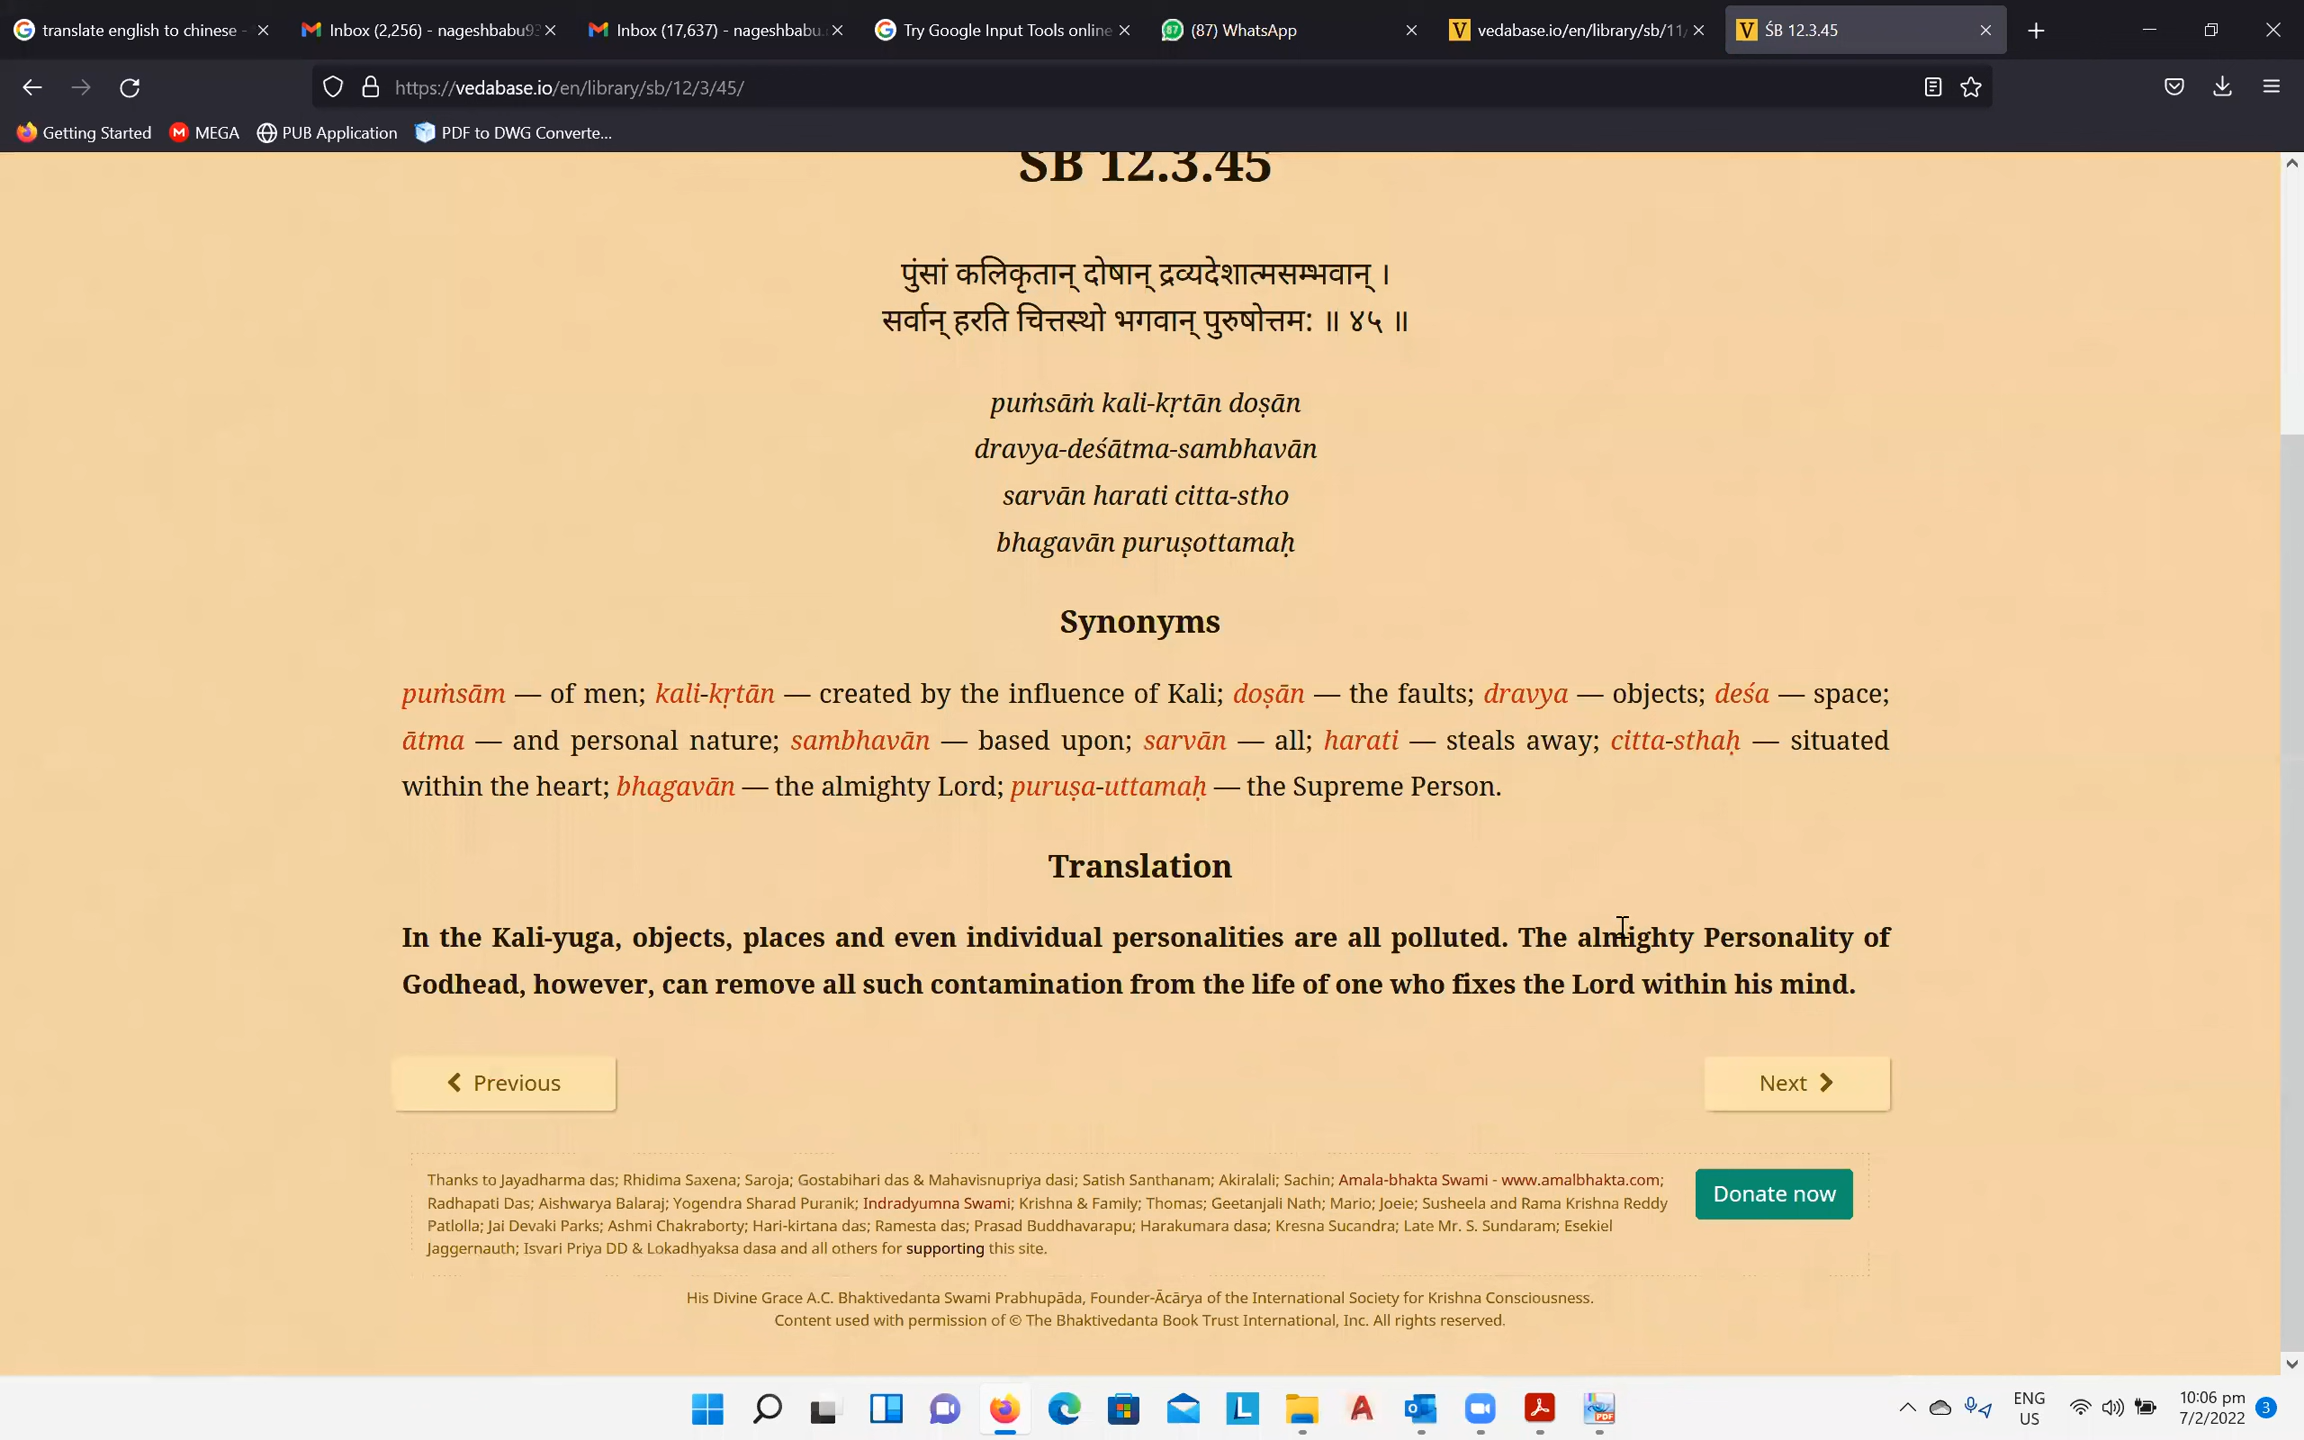 translate english to chinese -
Inbox (2,256) - nageshbabu93
Inbox (17,637) - nageshbabu.
Try Google Input Tools online
(87) WhatsApp
vedabase.io/en/library/sb/11/
ŚB 12.3.45
https://vedabase.io/en/library/sb/12/3/45/
Getting Started
MEGA
PUB Application
PDF to DWG Converte...
ŚB 12.3.45
पुंसां कलिकृतान् दोषान् द्रव्यदेशात्मसम्भवान् ।
सर्वान् हरति चित्तस्थो भगवान् पुरुषोत्तम: ॥ ४५ ॥
puṁsāṁ kali-kṛtān doṣān
dravya-deśātma-sambhavān
sarvān harati citta-stho
bhagavān puruṣottamaḥ
Synonyms
puṁsām — of men; kali-kṛtān — created by the influence of Kali; doṣān — the faults; dravya — objects; deśa — space;
ātma — and personal nature; sambhavān — based upon; sarvān — all; harati — steals away; citta-sthaḥ — situated
within the heart; bhagavān — the almighty Lord; puruṣa-uttamaḥ — the Supreme Person.
Translation
In the Kali-yuga, objects, places and even individual personalities are all polluted. The almighty Personality of
Godhead, however, can remove all such contamination from the life of one who fixes the Lord within his mind.
Previous
Next
Thanks to Jayadharma das; Rhidima Saxena; Saroja; Gostabihari das & Mahavisnupriya dasi; Satish Santhanam; Akiralali; Sachin; Amala-bhakta Swami - www.amalbhakta.com;
Radhapati Das; Aishwarya Balaraj; Yogendra Sharad Puranik; Indradyumna Swami; Krishna & Family; Thomas; Geetanjali Nath; Mario; Joeie; Susheela and Rama Krishna Reddy
Patlolla; Jai Devaki Parks; Ashmi Chakraborty; Hari-kirtana das; Ramesta das; Prasad Buddhavarapu; Harakumara dasa; Kresna Sucandra; Late Mr. S. Sundaram; Esekiel
Jaggernauth; Isvari Priya DD & Lokadhyaksa dasa and all others for supporting this site.
Donate now
His Divine Grace A.C. Bhaktivedanta Swami Prabhupāda, Founder-Ācārya of the International Society for Krishna Consciousness.
Content used with permission of © The Bhaktivedanta Book Trust International, Inc. All rights reserved.
ENG
US
10:06 pm
7/2/2022
3